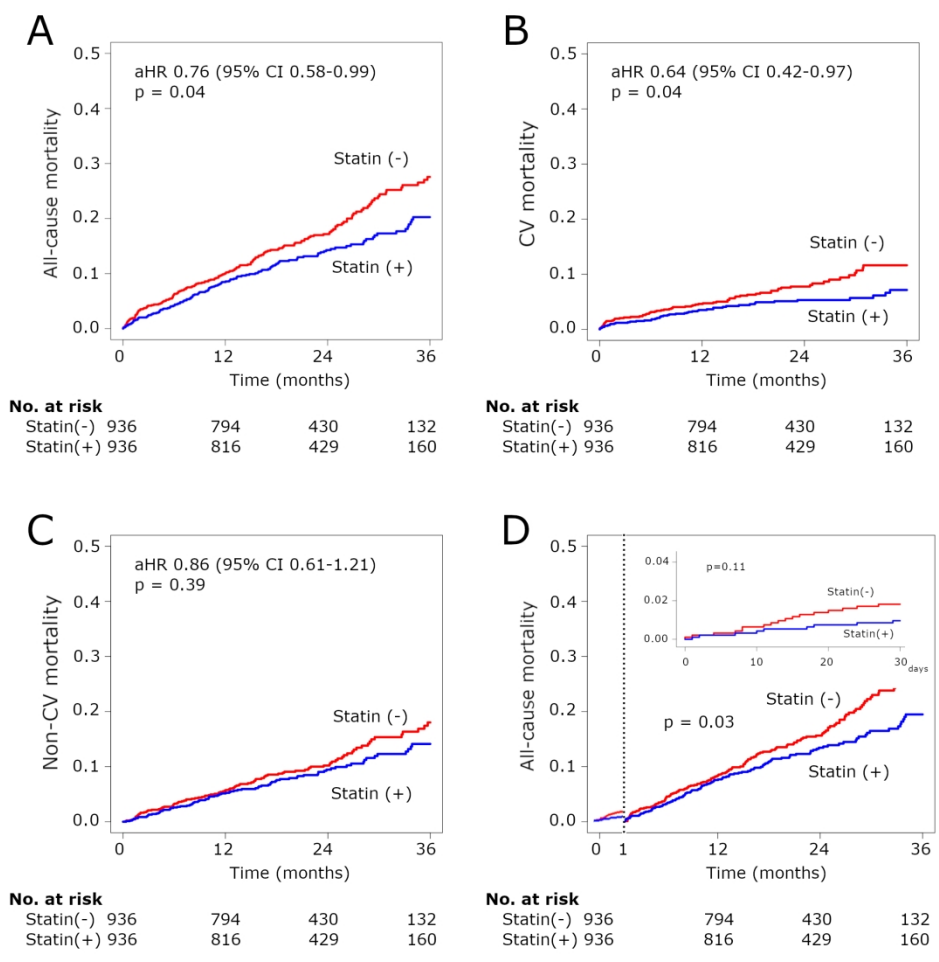 A
All-cause mortality
0.5
0.4
0.3
0.2
0.1
0.0
aHR 0.76 (95% CI 0.58-0.99)
p = 0.04
Statin (-)
Statin (+)
0 12 24 36
Time (months)
No. at risk
Statin(-) 936 794 430 132
Statin(+) 936 816 429 160
B
CV mortality
0.5
0.4
0.3
0.2
0.1
0.0
aHR 0.64 (95% CI 0.42-0.97)
p = 0.04
Statin (-)
Statin (+)
0 12 24 36
Time (months)
No. at risk
Statin(-) 936 794 430 132
Statin(+) 936 816 429 160
C
Non-CV mortality
0.5
0.4
0.3
0.2
0.1
0.0
aHR 0.86 (95% CI 0.61-1.21)
p = 0.39
Statin (-)
Statin (+)
0 12 24 36
Time (months)
No. at risk
Statin(-) 936 794 430 132
Statin(+) 936 816 429 160
D
All-cause mortality
0.5
0.4
0.3
0.2
0.1
0.0
0.04
0.02
0.00
p=0.11
Statin(-)
Statin(+)
0 10 20 30
days
Statin (-)
p = 0.03
Statin (+)
0 1 12 24 36
Time (months)
No. at risk
Statin(-) 936 794 430 132
Statin(+) 936 816 429 160